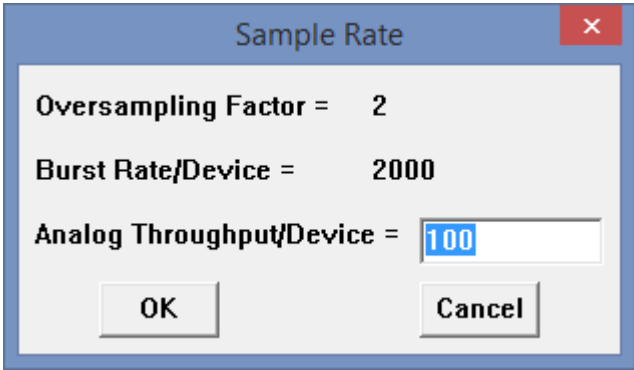 Sample Rate
Oversampling Factor = 2
Burst Rate/Device = 2000
Analog Throughput/Device = 100
OK Cancel